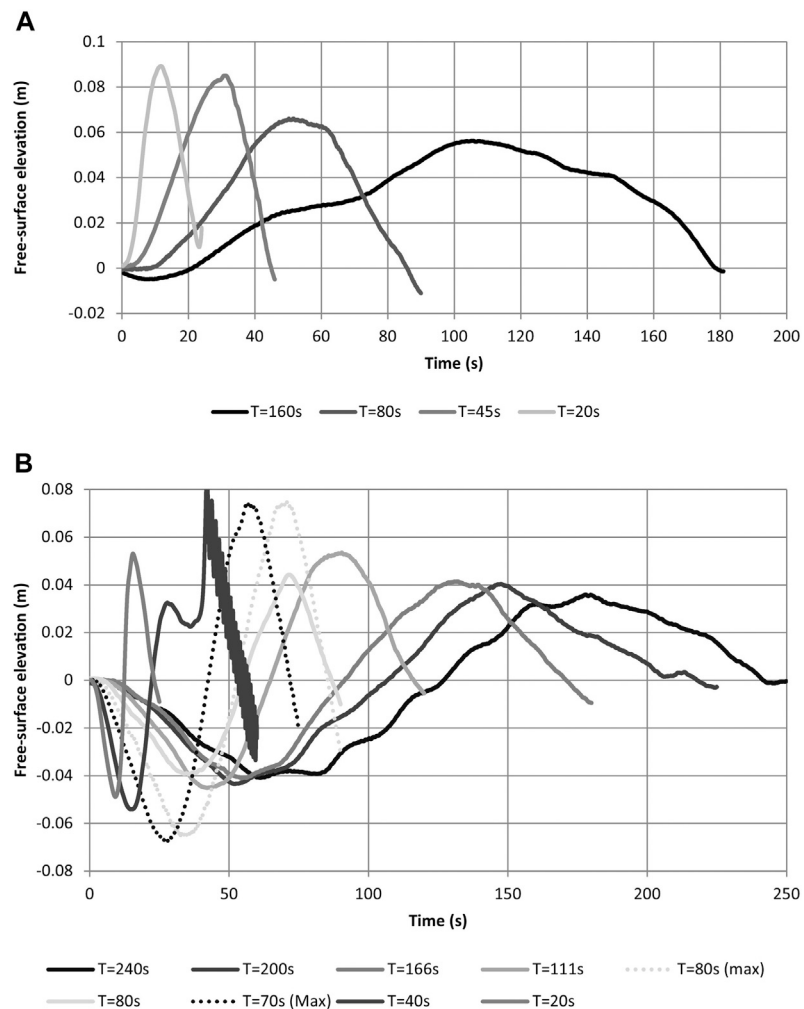 A
Free-surface elevation (m)
0.1
0.08
0.06
0.04
0.02
0
-0.02
0 20 40 60 80 100 120 140 160 180 200
Time (s)
T=160s T=80s T=45s T=20s
B
Free-surface elevation (m)
0.08
0.06
0.04
0.02
0
-0.02
-0.04
-0.06
-0.08
0 50 100 150 200 250
Time (s)
T=240s T=200s T=166s T=111s T=80s (max)
T=80s T=70s (Max) T=40s T=20s